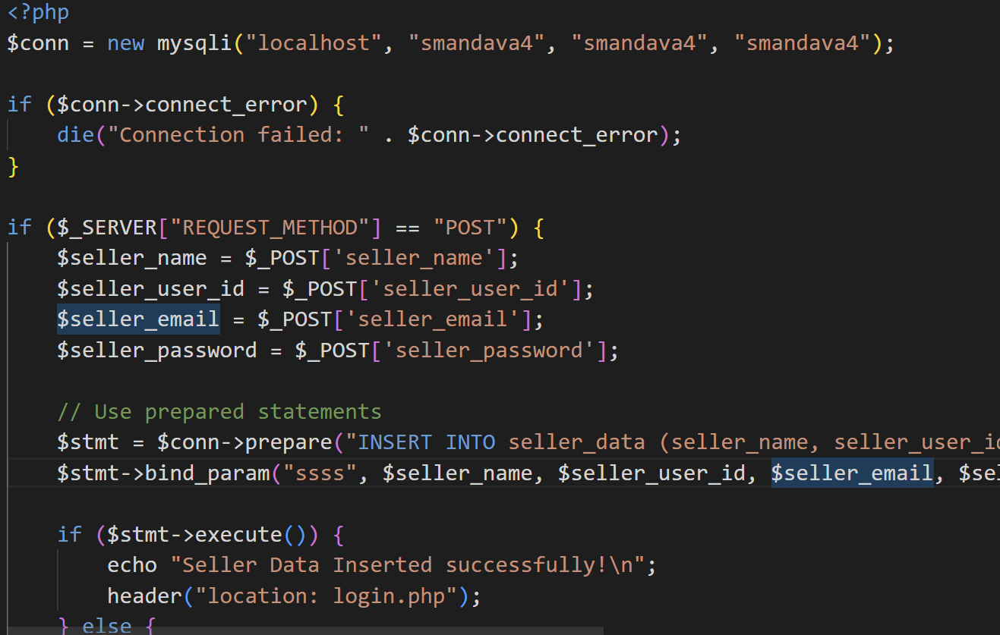 <?php
$conn = new mysqli("localhost", "smandava4", "smandava4", "smandava4");
if ($conn->connect_error) {
die("Connection failed: " . $conn->connect_error);
}
if ($_SERVER["REQUEST_METHOD"] == "POST") {
$seller_name = $_POST['seller_name'];
$seller_user_id = $_POST['seller_user_id'];
$seller_email = $_POST['seller_email'];
$seller_password = $_POST['seller_password'];
// Use prepared statements
$stmt = $conn->prepare("INSERT INTO seller_data (seller_name, seller_user_i
$stmt->bind_param("ssss", $seller_name, $seller_user_id, $seller_email, $sel
if ($stmt->execute()) {
echo "Seller Data Inserted successfully!\n";
header("location: login.php");
} else {